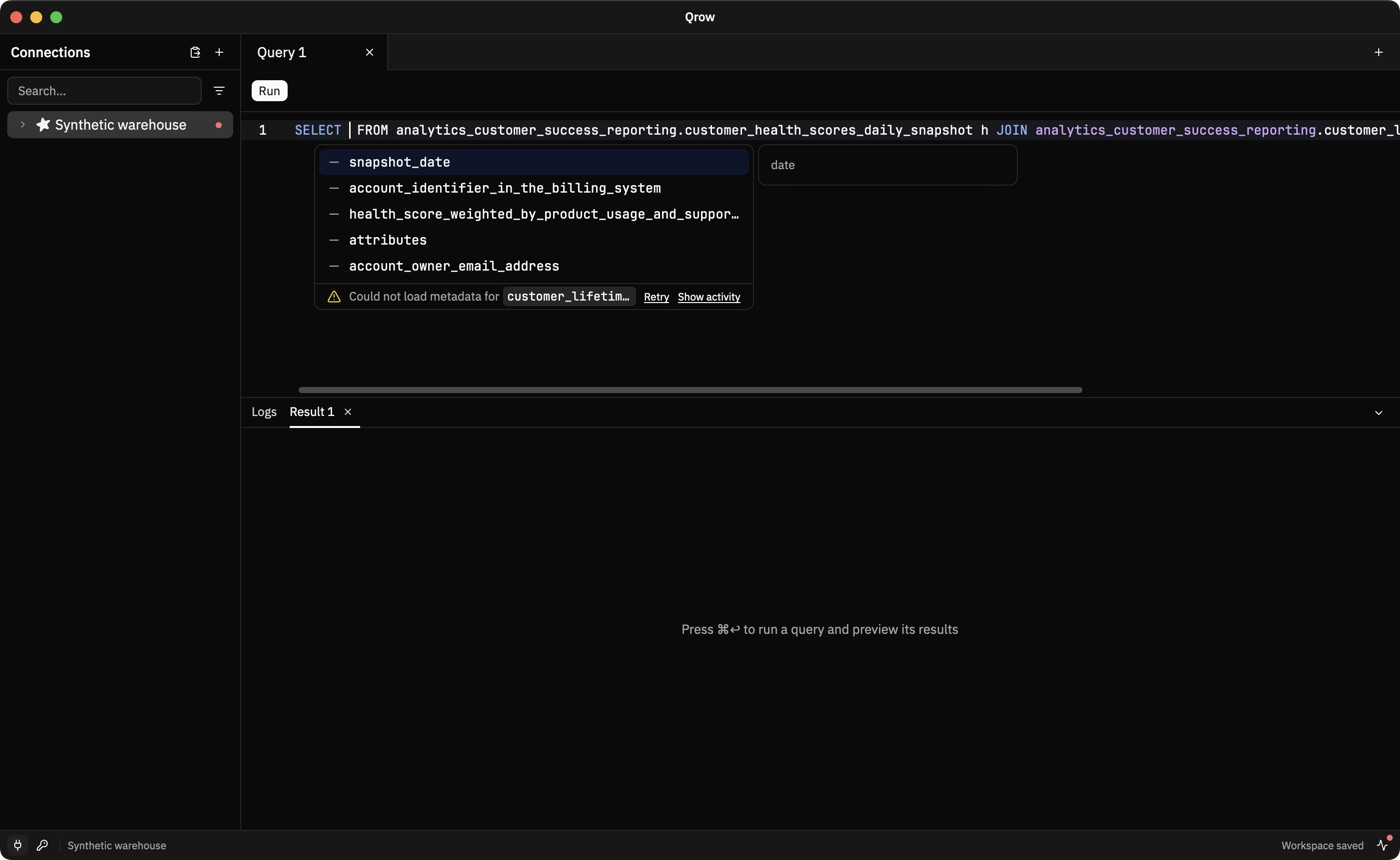 Qrow
Connections
Query 1
Search...
Run
Synthetic warehouse
1 SELECT FROM analytics_customer_success_reporting.customer_health_scores_daily_snapshot h JOIN analytics_customer_success_reporting.customer_l
snapshot_date
date
account_identifier_in_the_billing_system
health_score_weighted_by_product_usage_and_suppor…
attributes
account_owner_email_address
Could not load metadata for customer_lifetim… Retry Show activity
Logs Result 1
Press ⌘↩ to run a query and preview its results
Synthetic warehouse
Workspace saved